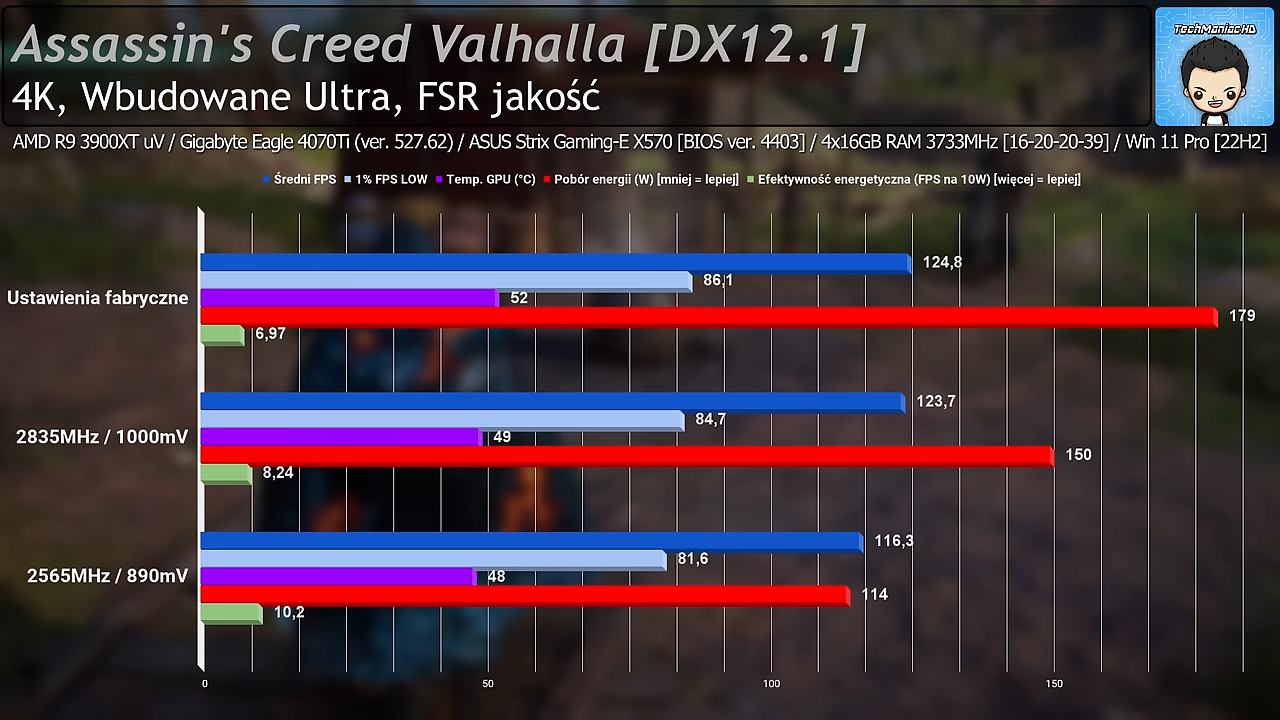 Assassin's Creed Valhalla [DX12.1]
TechManiacHD
4K, Wbudowane Ultra, FSR jakość
AMD R9 3900XT uV / Gigabyte Eagle 4070Ti (ver. 527.62) / ASUS Strix Gaming-E X570 [BIOS ver. 4403] / 4x16GB RAM 3733MHz [16-20-20-39] / Win 11 Pro [22H2]
Średni FPS 1% FPS LOW Temp. GPU (°C) Pobór energii (W) [mniej = lepiej] Efektywność energetyczna (FPS na 10W) [więcej = lepiej]
124,8
86,1
Ustawienia fabryczne 52
179
6,97
123,7
84,7
2835MHz / 1000mV 49
150
8,24
116,3
81,6
2565MHz / 890mV 48
114
10,2
0 50 100 150